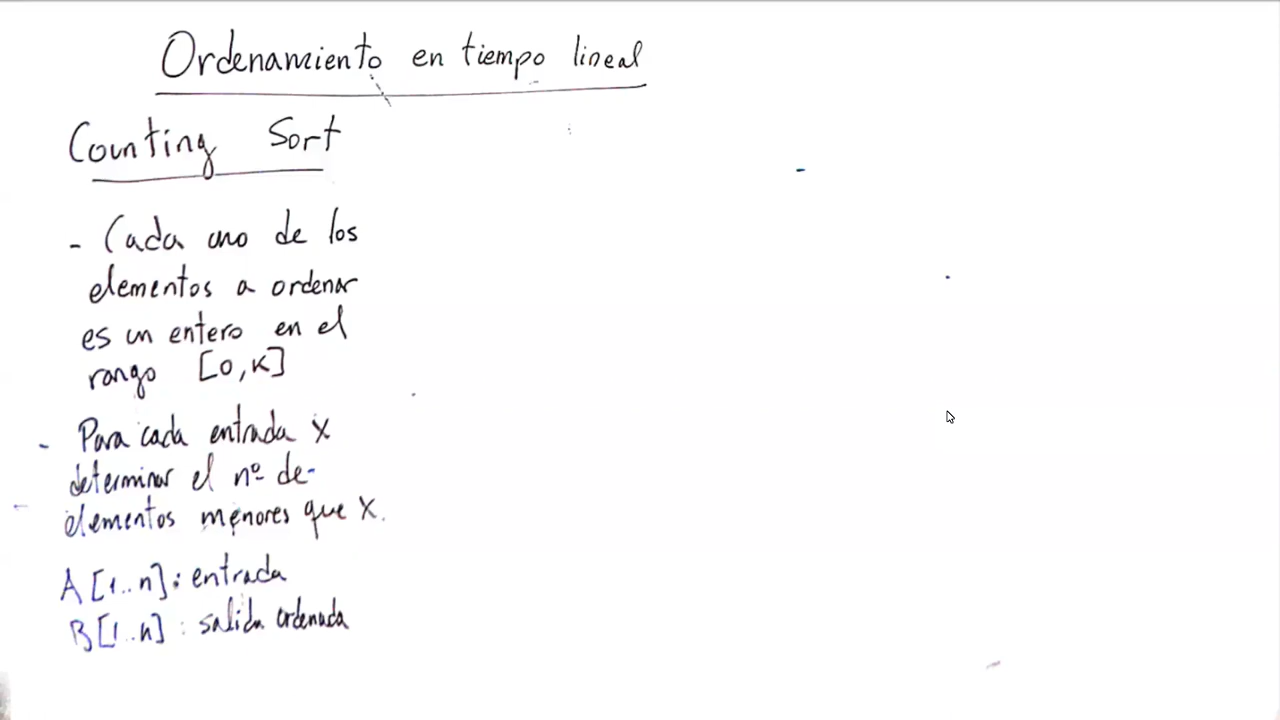 Ordenamiento en tiempo lineal
Counting Sort
- Cada uno de los
elementos a ordenar
es un entero en el
rango [0,K]
- Para cada entrada x
determinar el nº de
elementos menores que x.
A[1..n]: entrada
B[1..n]: salida ordenada